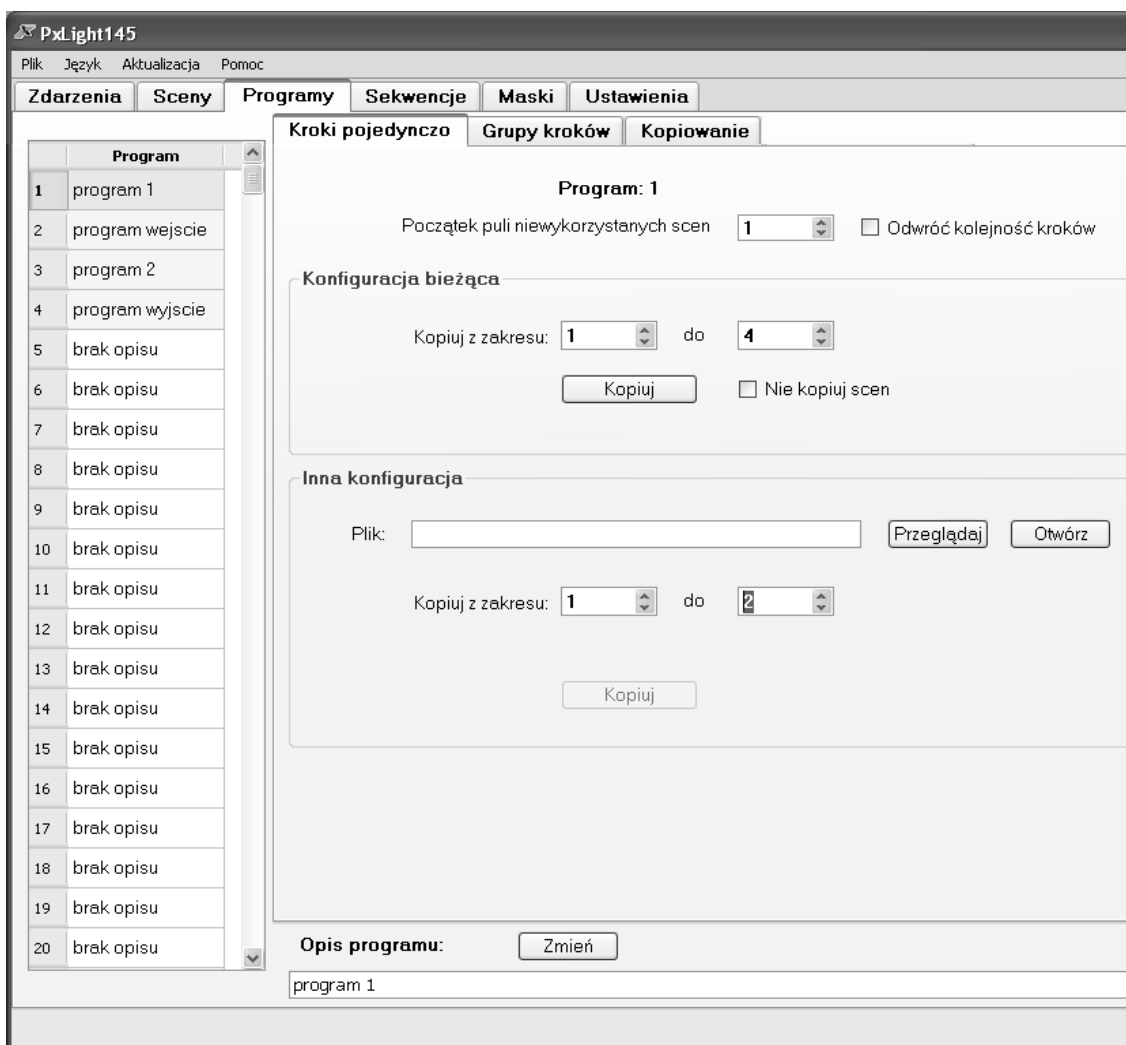 PxLight145
Plik Język Aktualizacja Pomoc
Zdarzenia Sceny Programy Sekwencje Maski Ustawienia
Kroki pojedynczo Grupy kroków Kopiowanie
Program
1 program 1
2 program wejscie
3 program 2
4 program wyjscie
5 brak opisu
6 brak opisu
7 brak opisu
8 brak opisu
9 brak opisu
10 brak opisu
11 brak opisu
12 brak opisu
13 brak opisu
14 brak opisu
15 brak opisu
16 brak opisu
17 brak opisu
18 brak opisu
19 brak opisu
20 brak opisu
Program: 1
Początek puli niewykorzystanych scen 1 Odwróć kolejność kroków
Konfiguracja bieżąca
Kopiuj z zakresu: 1 do 4
Kopiuj Nie kopiuj scen
Inna konfiguracja
Plik: Przeglądaj Otwórz
Kopiuj z zakresu: 1 do 2
Kopiuj
Opis programu: Zmień
program 1